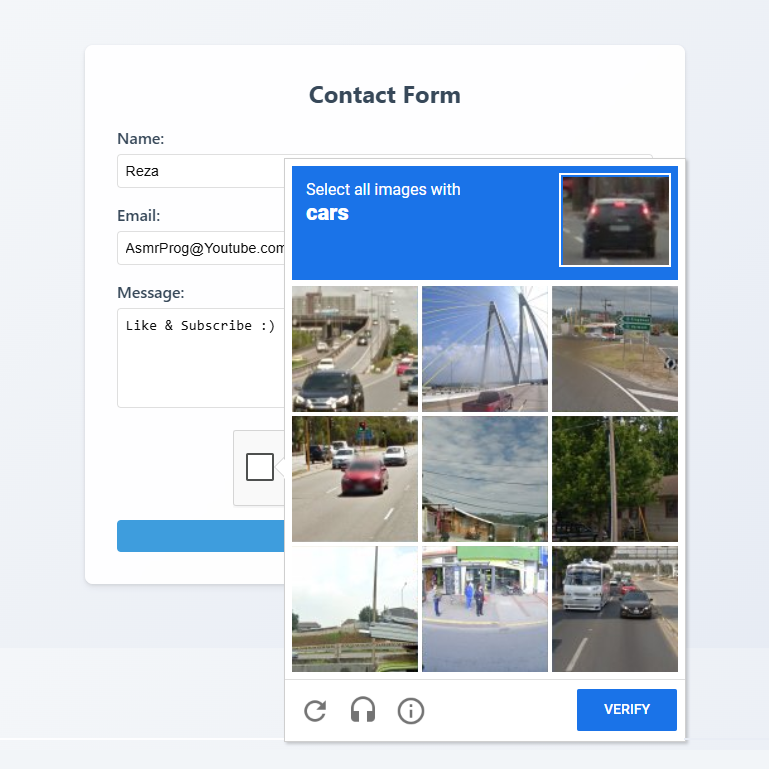 Contact Form
Name:
Reza
Select all images with
cars
Email:
AsmrProg@Youtube.com
Message:
Like & Subscribe :)
VERIFY